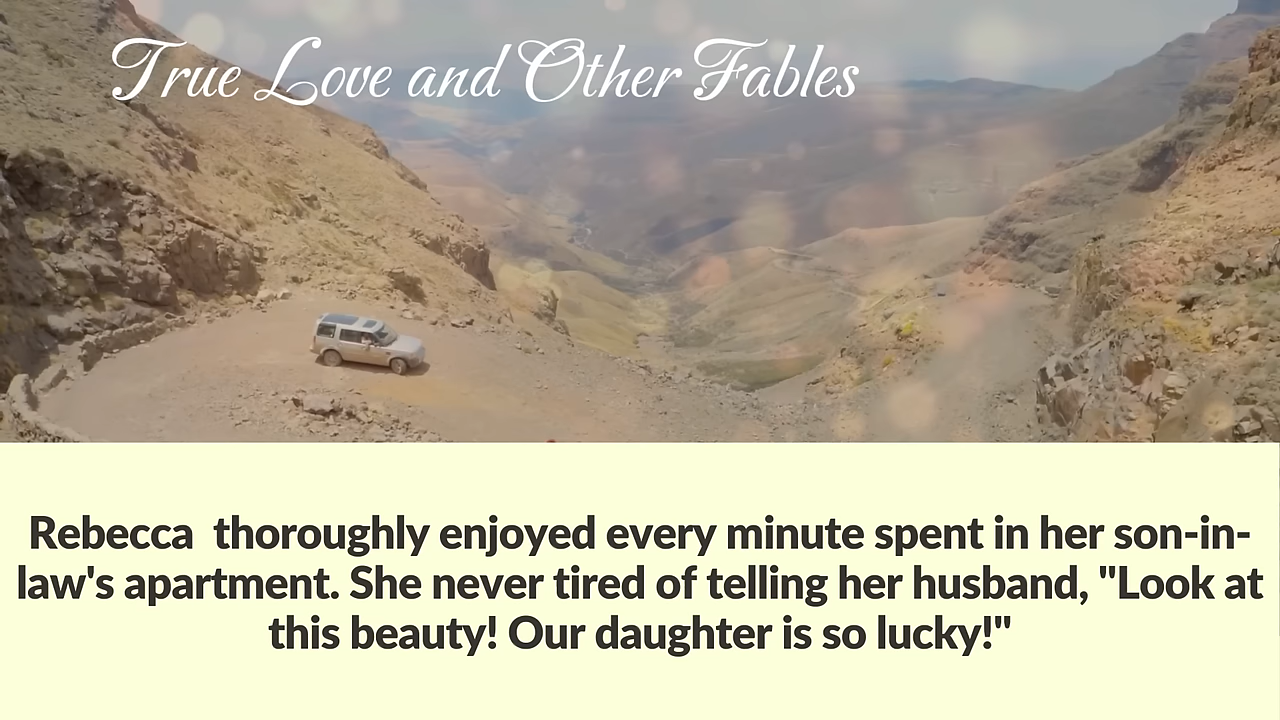 True Love and Other Fables
Rebecca  thoroughly enjoyed every minute spent in her son-in-
law's apartment. She never tired of telling her husband, "Look at
this beauty! Our daughter is so lucky!"